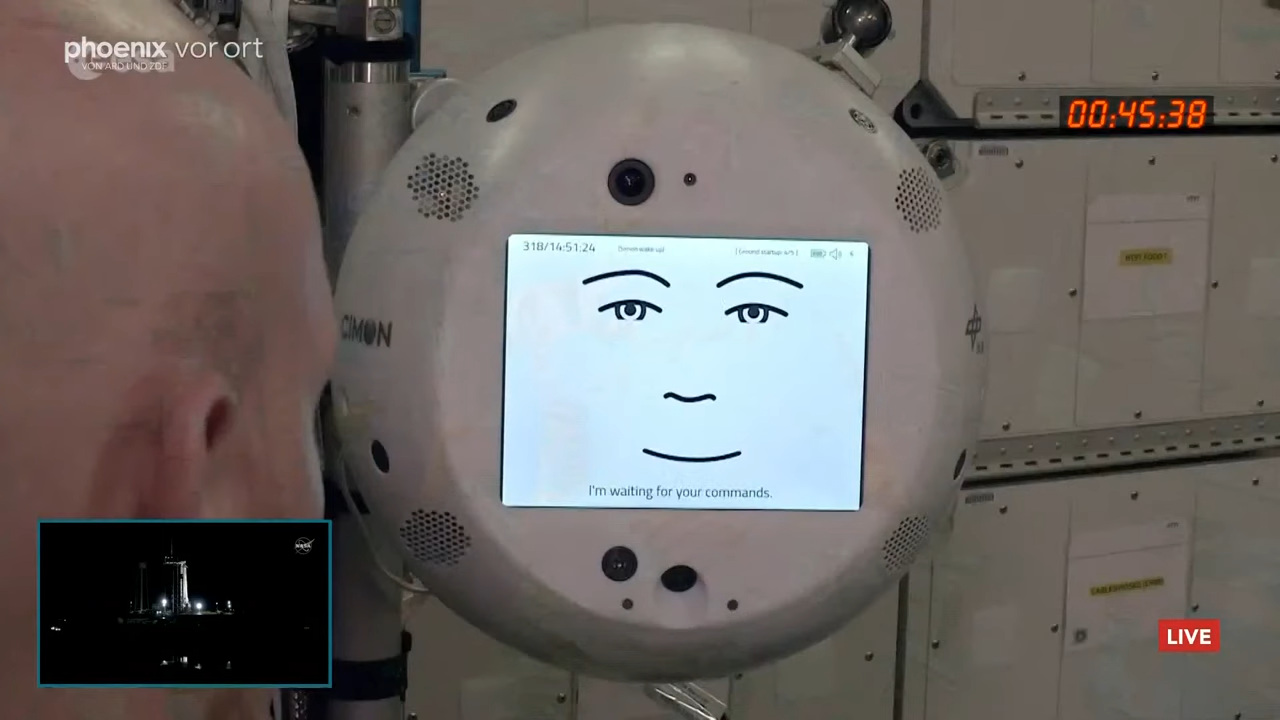 phoenix vor ort
VON ARD UND ZDF
00:45:38
318/14:51:24
CIMON
I'm waiting for your commands.
NASA
LIVE